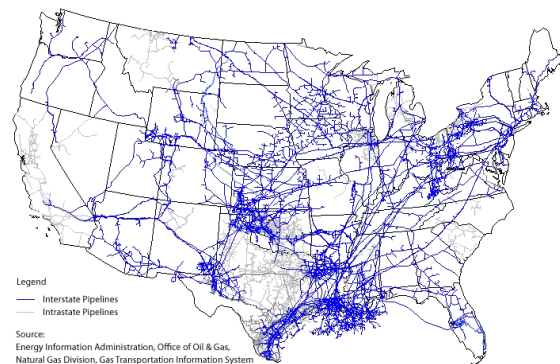 Legend
Interstate Pipelines
Intrastate Pipelines
Source:
Energy Information Administration, Office of Oil & Gas,
Natural Gas Division, Gas Transportation Information System